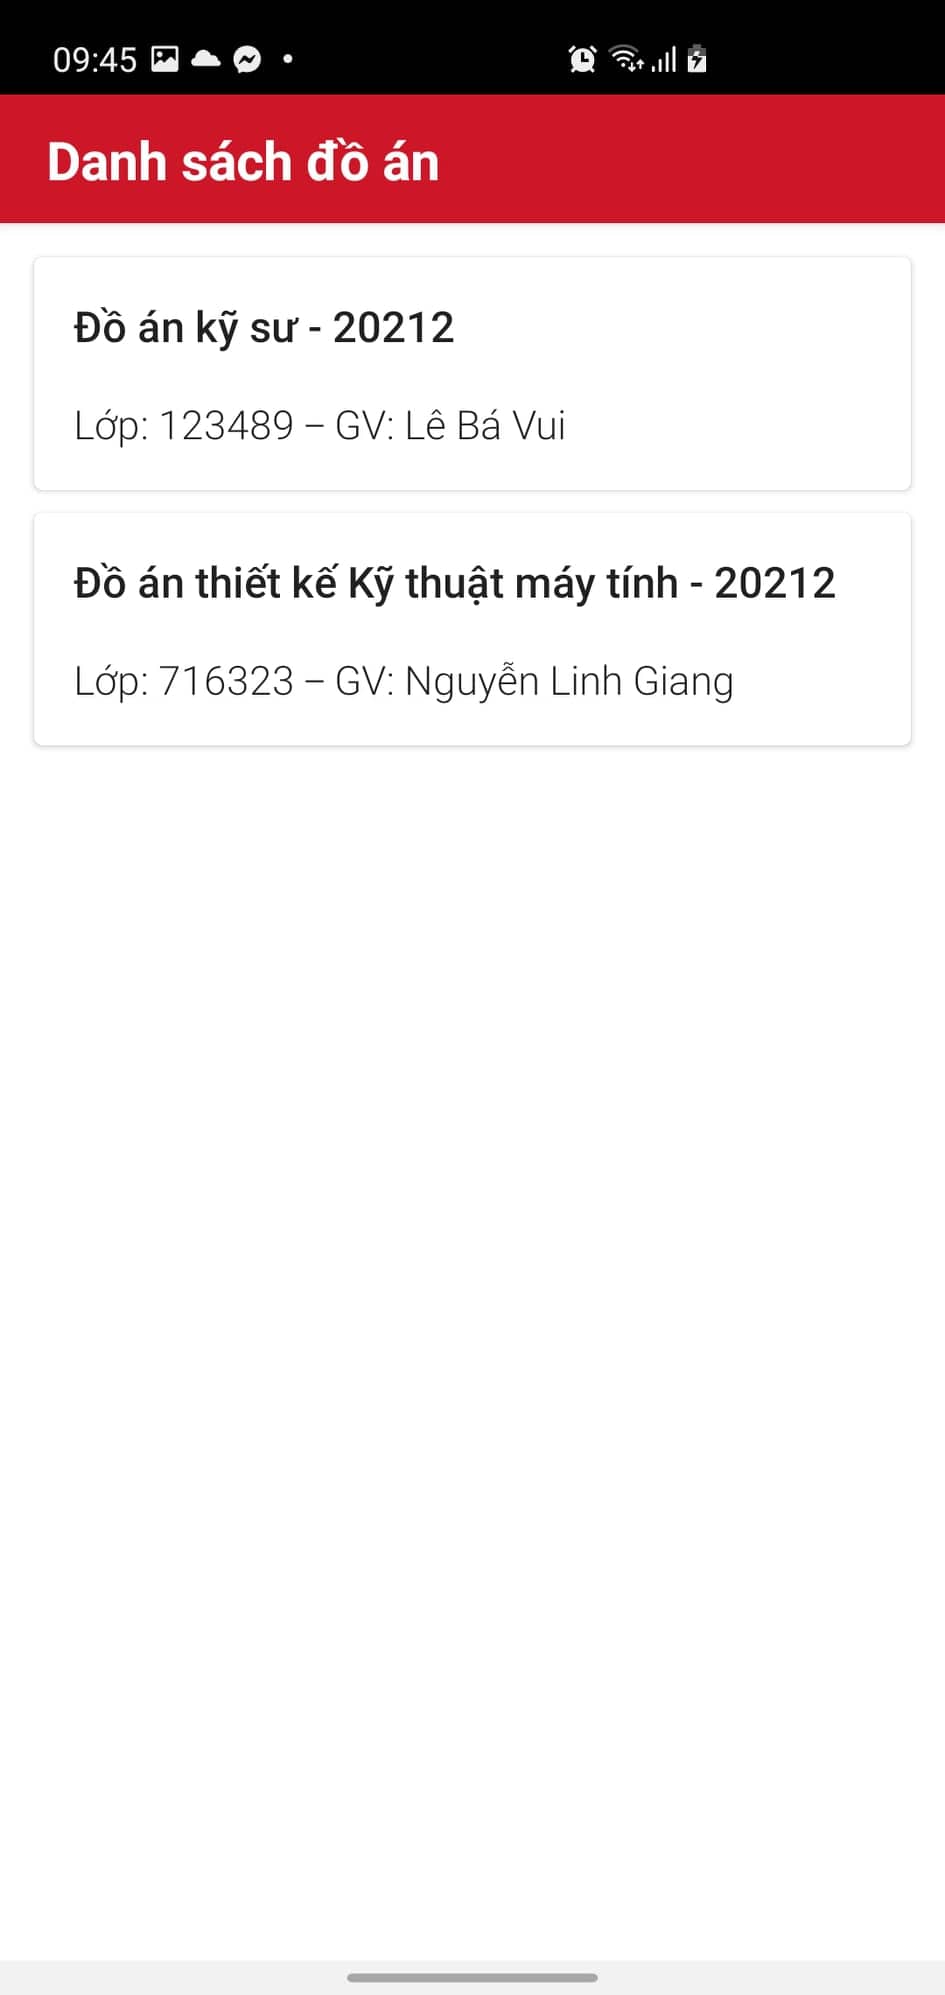 09:45
Danh sách đồ án
Đồ án kỹ sư - 20212
Lớp: 123489 – GV: Lê Bá Vui
Đồ án thiết kế Kỹ thuật máy tính - 20212
Lớp: 716323 – GV: Nguyễn Linh Giang